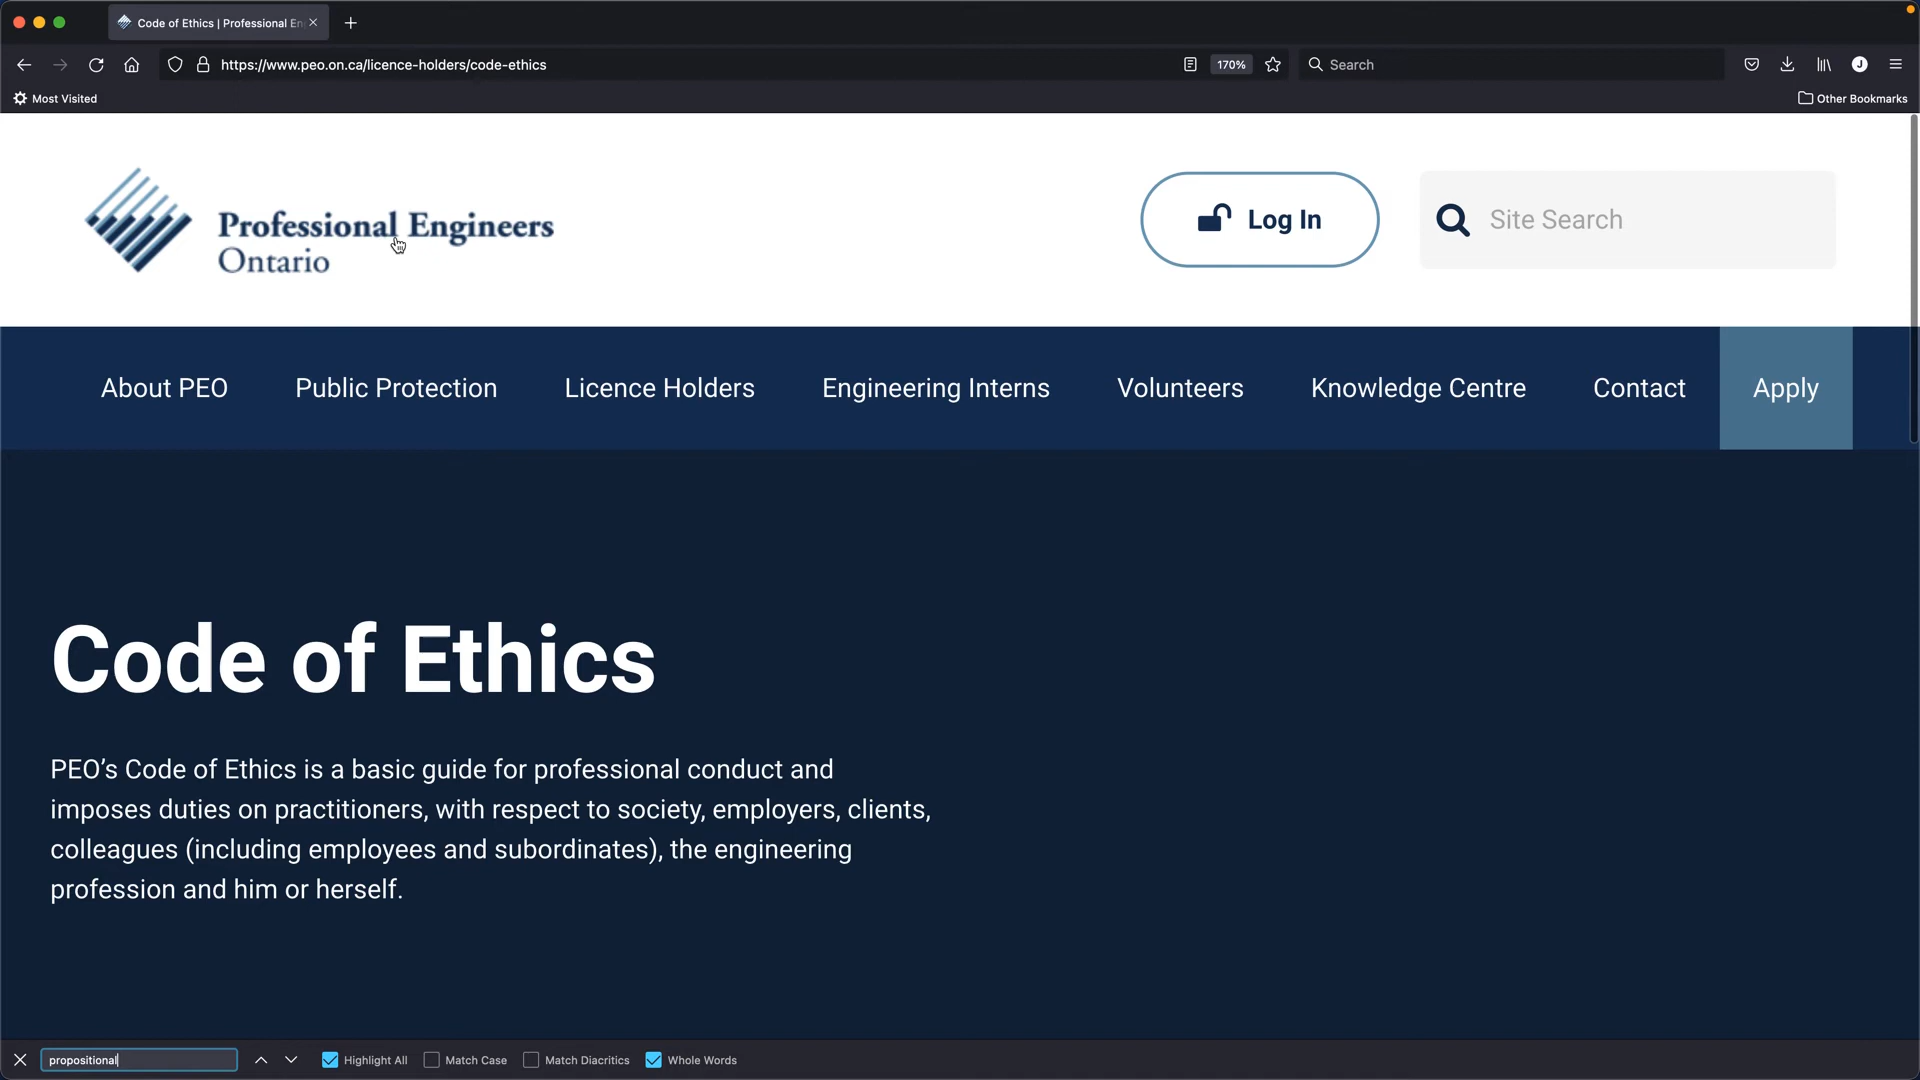 Code of Ethics | Professional En
https://www.peo.on.ca/licence-holders/code-ethics
170%
Search
J
Most Visited
Other Bookmarks
Professional Engineers
Ontario
Log In
Site Search
About PEO
Public Protection
Licence Holders
Engineering Interns
Volunteers
Knowledge Centre
Contact
Apply
Code of Ethics
PEO’s Code of Ethics is a basic guide for professional conduct and
imposes duties on practitioners, with respect to society, employers, clients,
colleagues (including employees and subordinates), the engineering
profession and him or herself.
propositional
Highlight All
Match Case
Match Diacritics
Whole Words